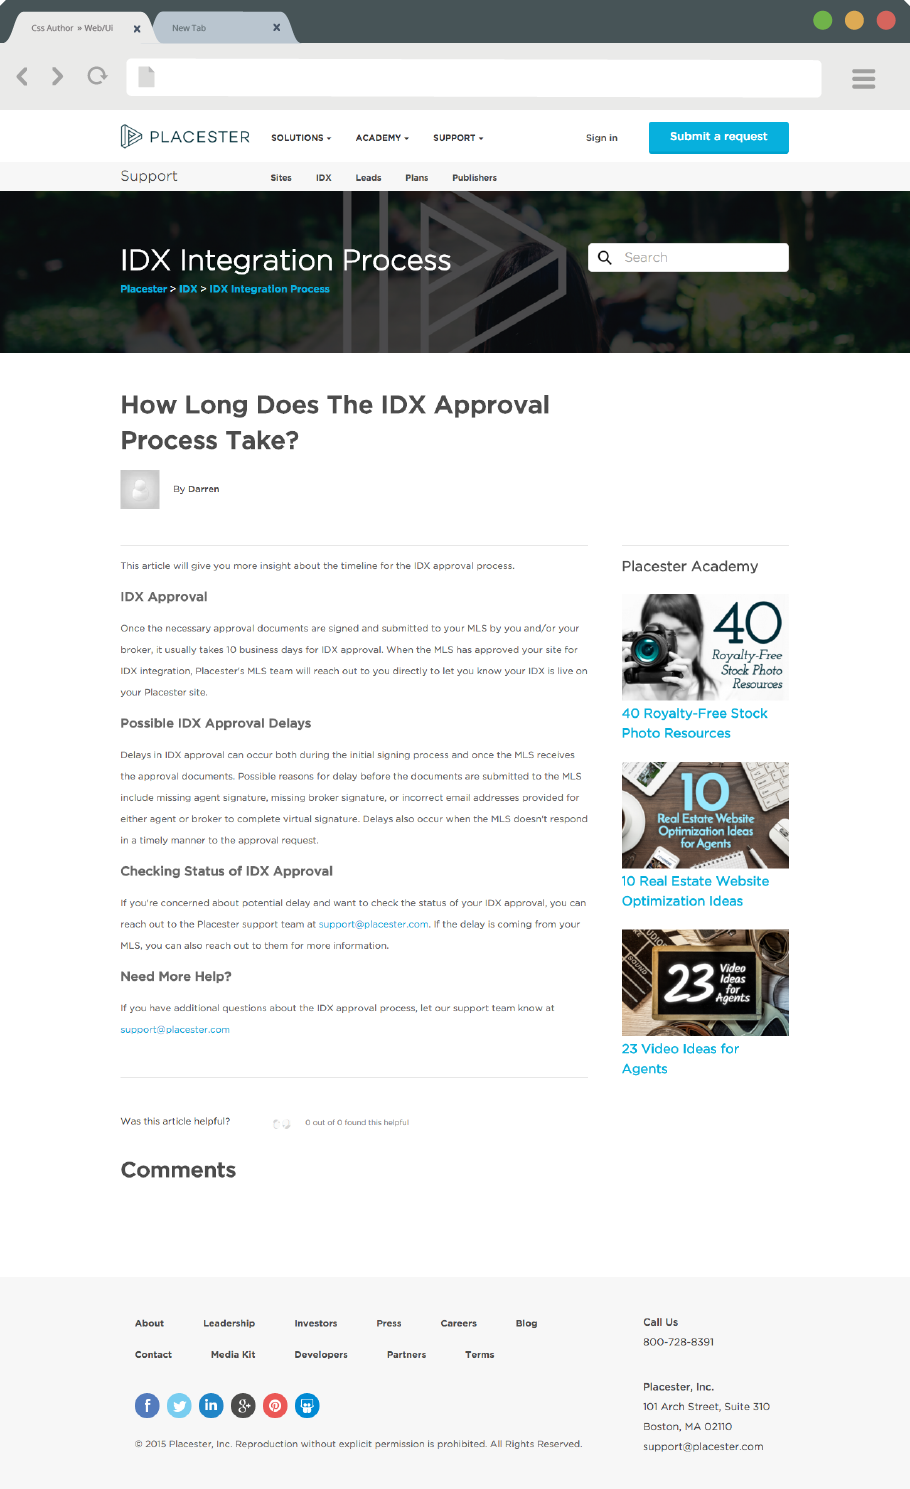 Css Author » Web/UI x
New Tab x
PLACESTER SOLUTIONS ACADEMY SUPPORT Sign in Submit a request
Support Sites IDX Leads Plans Publishers
IDX Integration Process
Search
Placester > IDX > IDX Integration Process
How Long Does The IDX Approval
Process Take?
By Darren
This article will give you more insight about the timeline for the IDX approval process.
IDX Approval
Once the necessary approval documents are signed and submitted to your MLS by you and/or your
broker, it usually takes 10 business days for IDX approval. When the MLS has approved your site for
IDX integration, Placester's MLS team will reach out to you directly to let you know your IDX is live on
your Placester site.
Possible IDX Approval Delays
Delays in IDX approval can occur both during the initial signing process and once the MLS receives
the approval documents. Possible reasons for delay before the documents are submitted to the MLS
include missing agent signature, missing broker signature, or incorrect email addresses provided for
either agent or broker to complete virtual signature. Delays also occur when the MLS doesn't respond
in a timely manner to the approval request.
Checking Status of IDX Approval
If you're concerned about potential delay and want to check the status of your IDX approval, you can
reach out to the Placester support team at support@placester.com. If the delay is coming from your
MLS, you can also reach out to them for more information.
Need More Help?
If you have additional questions about the IDX approval process, let our support team know at
support@placester.com
Placester Academy
40
Royalty-Free
Stock Photo
Resources
40 Royalty-Free Stock
Photo Resources
10
Real Estate Website
Optimization Ideas
for Agents
10 Real Estate Website
Optimization Ideas
SOUND
23 Video
Ideas
for
Agents
23 Video Ideas for
Agents
Was this article helpful? 0 out of 0 found this helpful
Comments
About Leadership Investors Press Careers Blog
Contact Media Kit Developers Partners Terms
© 2015 Placester, Inc. Reproduction without explicit permission is prohibited. All Rights Reserved.
Call Us
800-728-8391
Placester, Inc.
101 Arch Street, Suite 310
Boston, MA 02110
support@placester.com